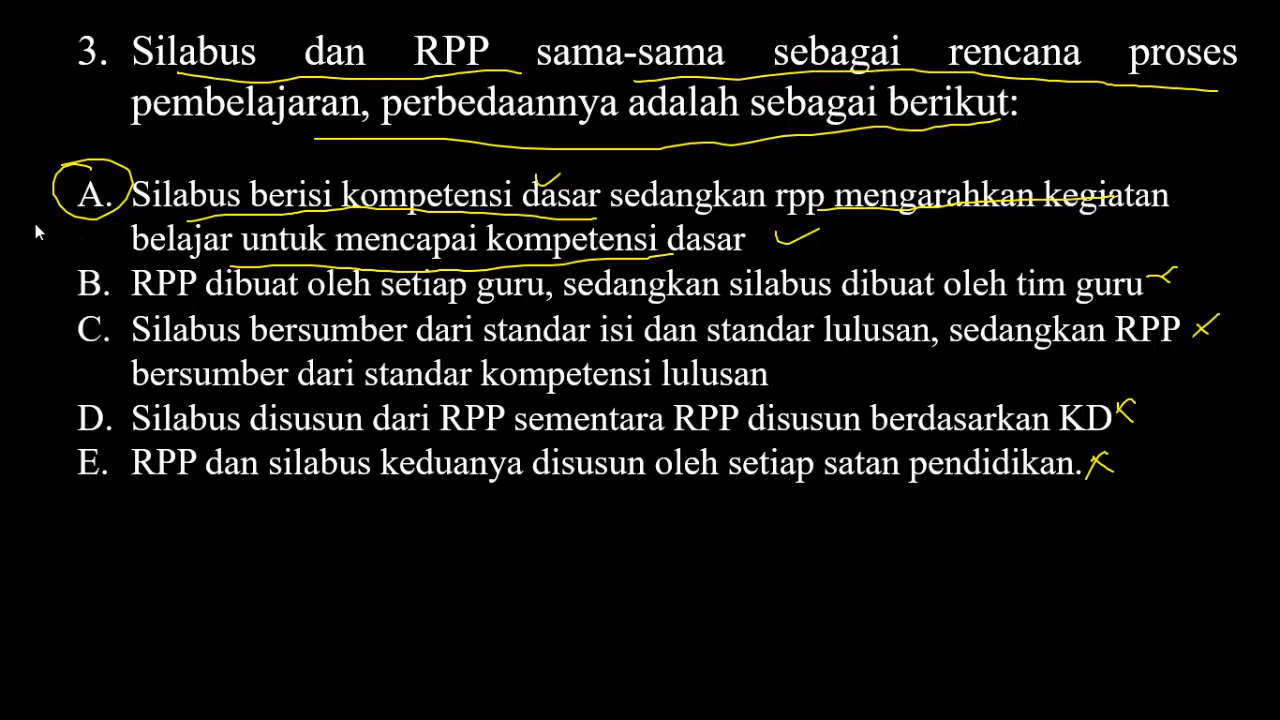 3. Silabus dan RPP sama-sama sebagai rencana proses
pembelajaran, perbedaannya adalah sebagai berikut:
A. Silabus berisi kompetensi dasar sedangkan rpp mengarahkan kegiatan
belajar untuk mencapai kompetensi dasar
B. RPP dibuat oleh setiap guru, sedangkan silabus dibuat oleh tim guru
C. Silabus bersumber dari standar isi dan standar lulusan, sedangkan RPP
bersumber dari standar kompetensi lulusan
D. Silabus disusun dari RPP sementara RPP disusun berdasarkan KD
E. RPP dan silabus keduanya disusun oleh setiap satan pendidikan.